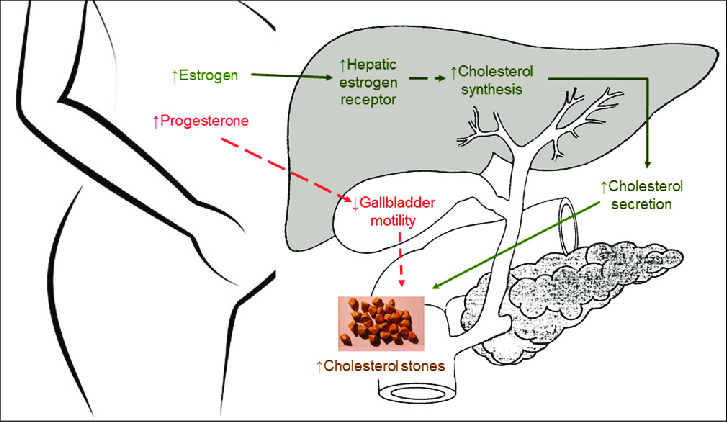 ↑Estrogen
↑Hepatic
estrogen
receptor
↑Cholesterol
synthesis
↑Progesterone
↓Gallbladder
motility
↑Cholesterol
secretion
↑Cholesterol stones